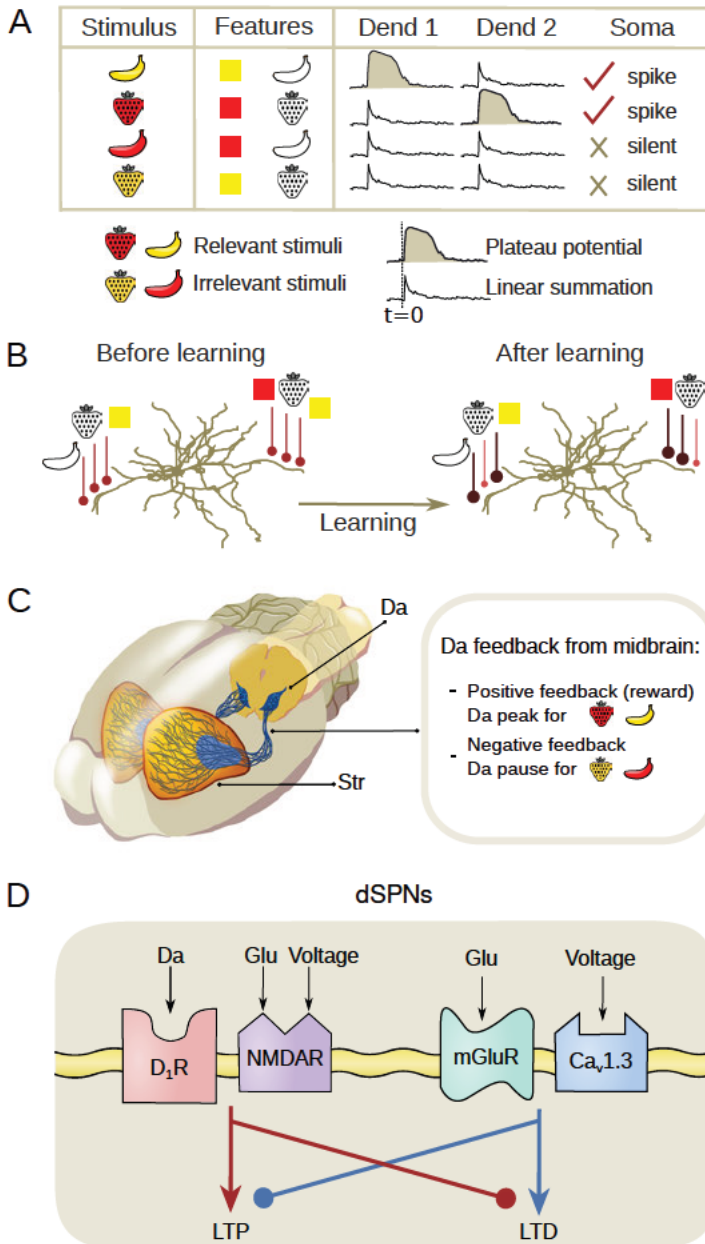 A
Stimulus Features Dend 1 Dend 2 Soma
spike
spike
silent
silent
Relevant stimuli
Irrelevant stimuli
Plateau potential
Linear summation
t=0
B
Before learning
After learning
Learning
C
Da
Str
Da feedback from midbrain:
- Positive feedback (reward)
Da peak for
- Negative feedback
Da pause for
D
dSPNs
Da Glu Voltage Glu Voltage
D₁R NMDAR mGluR Caᵥ1.3
LTP LTD